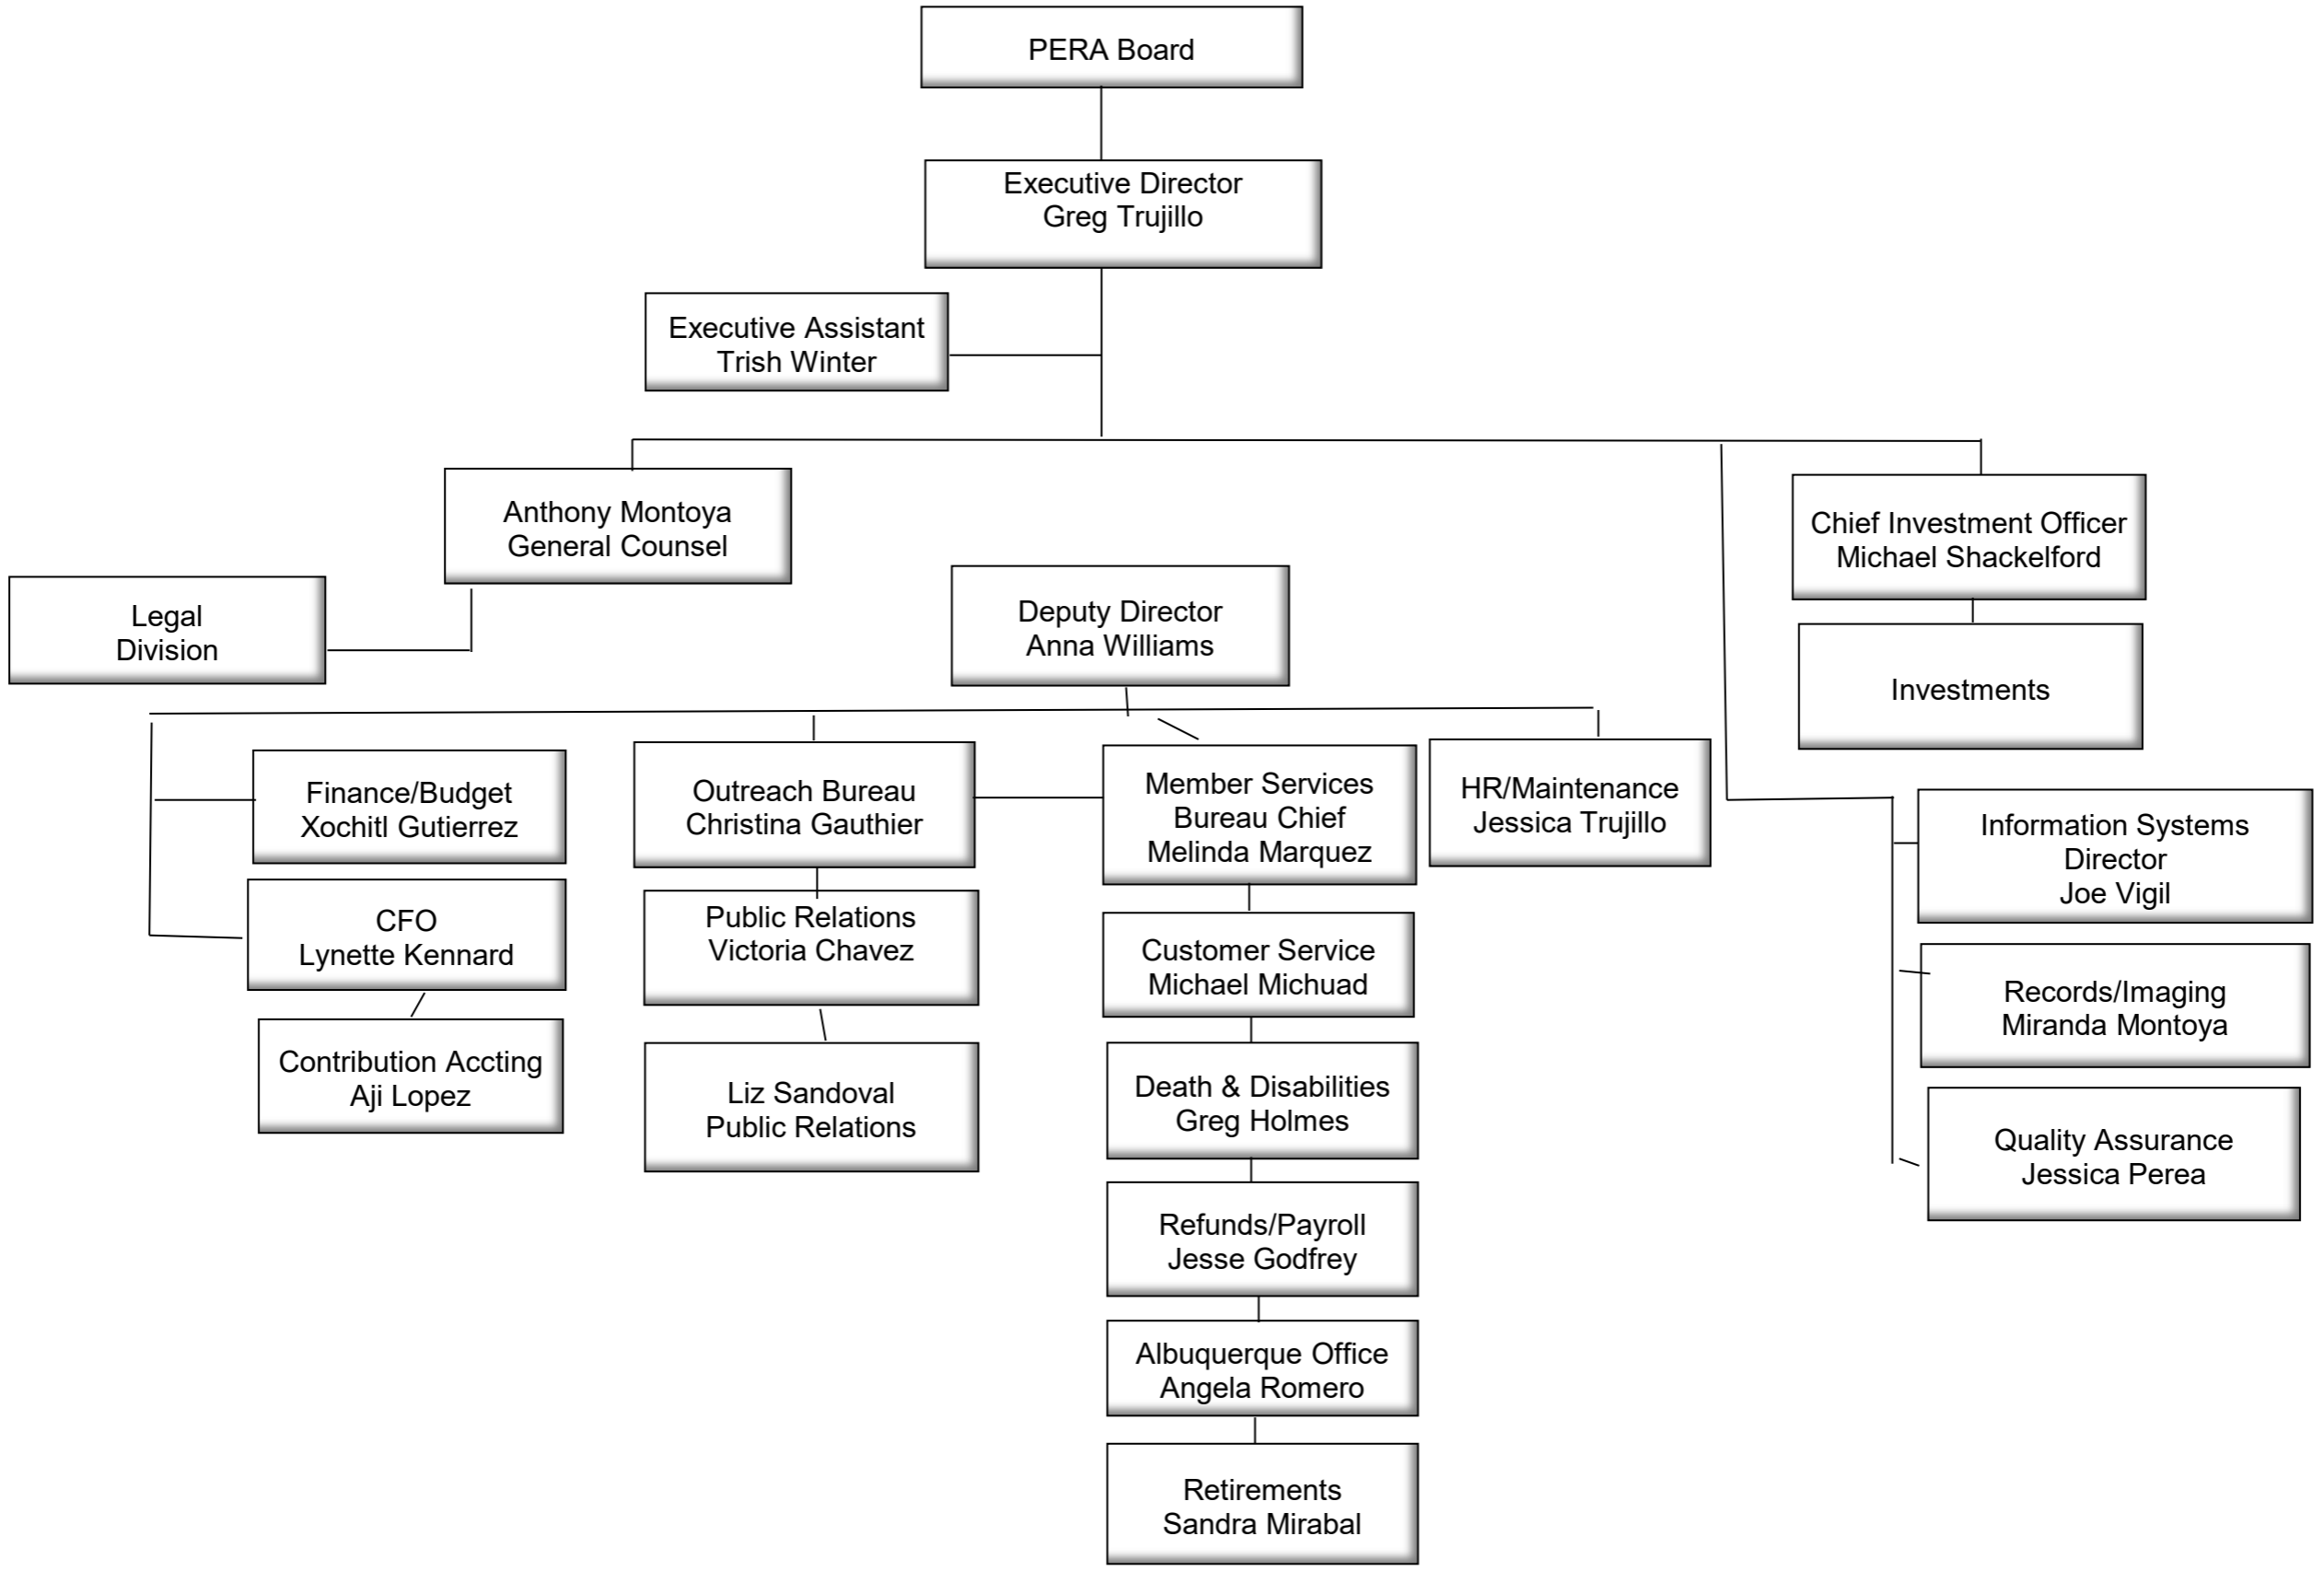 PERA Board
Executive Director
Greg Trujillo
Executive Assistant
Trish Winter
Anthony Montoya
General Counsel
Chief Investment Officer
Michael Shackelford
Legal
Division
Deputy Director
Anna Williams
Investments
Finance/Budget
Xochitl Gutierrez
Outreach Bureau
Christina Gauthier
Member Services
Bureau Chief
Melinda Marquez
HR/Maintenance
Jessica Trujillo
Information Systems
Director
Joe Vigil
CFO
Lynette Kennard
Public Relations
Victoria Chavez
Customer Service
Michael Michuad
Records/Imaging
Miranda Montoya
Contribution Accting
Aji Lopez
Liz Sandoval
Public Relations
Death & Disabilities
Greg Holmes
Quality Assurance
Jessica Perea
Refunds/Payroll
Jesse Godfrey
Albuquerque Office
Angela Romero
Retirements
Sandra Mirabal